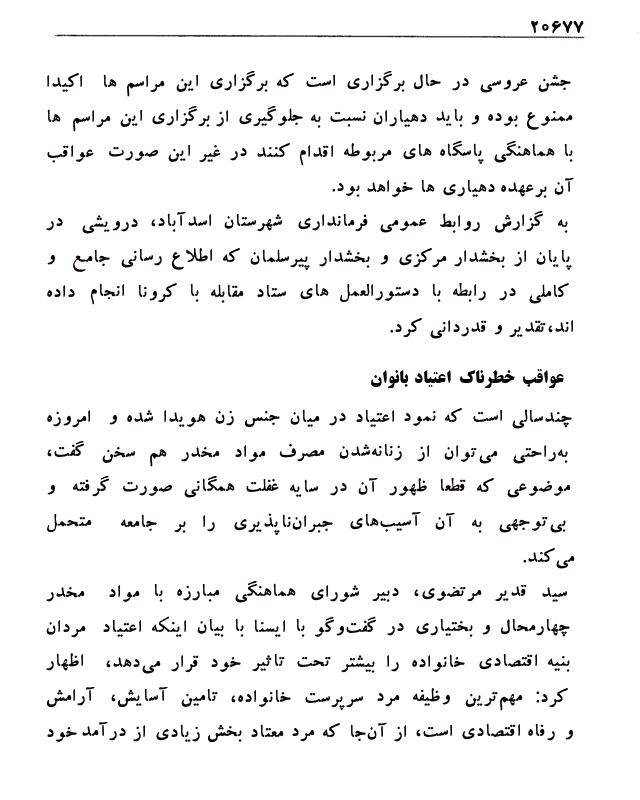 ۲۰۶۷۷
جشن عروسی در حال برگزاری است که برگزاری این مراسم ها اکیدا
ممنوع بوده و باید دهیاران نسبت به جلوگیری از برگزاری این مراسم ها
با هماهنگی پاسگاه های مربوطه اقدام کنند در غیر این صورت عواقب
آن برعهده دهیاری ها خواهد بود.
به گزارش روابط عمومی فرمانداری شهرستان اسدآباد، درویشی در
پایان از بخشدار مرکزی و بخشدار پیرسلمان که اطلاع رسانی جامع و
کاملی در رابطه با دستورالعمل های ستاد مقابله با کرونا انجام داده
اند،تقدیر و قدردانی کرد.
عواقب خطرناک اعتیاد بانوان
چندسالی است که نمود اعتیاد در میان جنس زن هویدا شده و امروزه
به‌راحتی می‌توان از زنانه‌شدن مصرف مواد مخدر هم سخن گفت،
موضوعی که قطعا ظهور آن در سایه غفلت همگانی صورت گرفته و
بی‌توجهی به آن آسیب‌های جبران‌ناپذیری را بر جامعه متحمل
می‌کند.
سید قدیر مرتضوی، دبیر شورای هماهنگی مبارزه با مواد مخدر
چهارمحال و بختیاری در گفت‌وگو با ایسنا با بیان اینکه اعتیاد مردان
بنیه اقتصادی خانواده را بیشتر تحت تاثیر خود قرار می‌دهد، اظهار
کرد: مهم‌ترین وظیفه مرد سرپرست خانواده، تامین آسایش، آرامش
و رفاه اقتصادی است، از آن‌جا که مرد معتاد بخش زیادی از درآمد خود